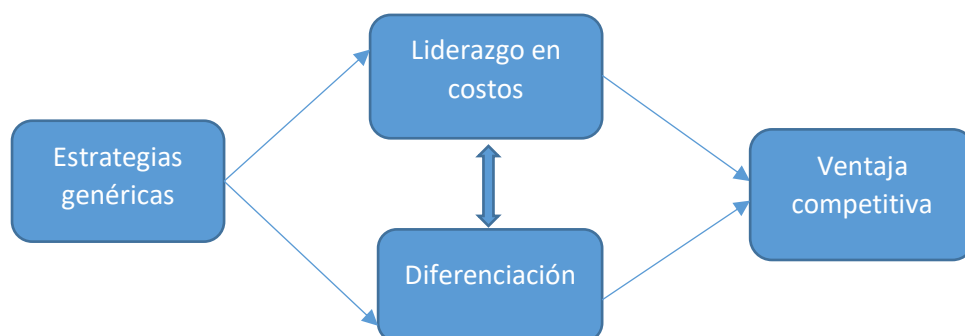 Liderazgo en
costos
Estrategias
genéricas
Ventaja
competitiva
Diferenciación